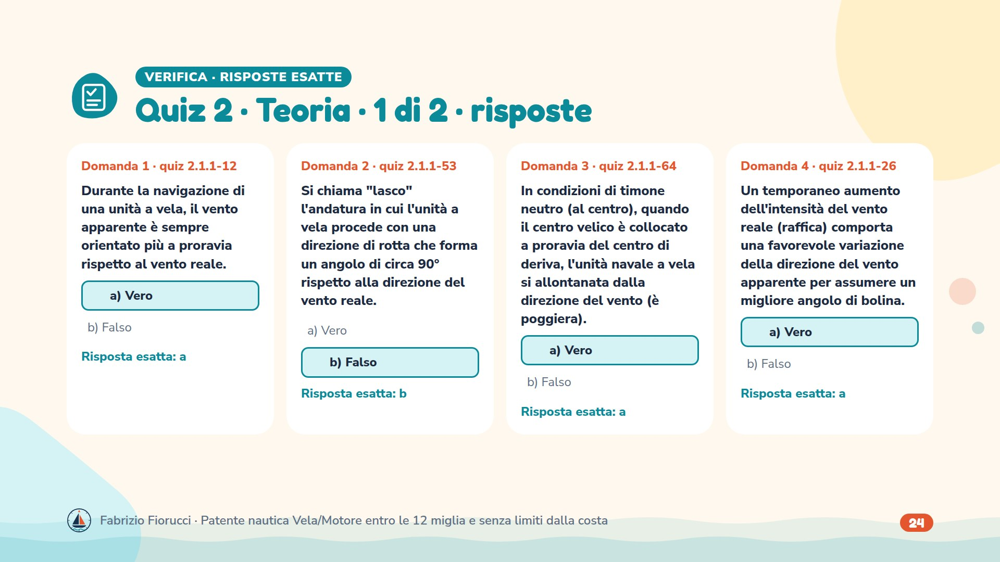 VERIFICA · RISPOSTE ESATTE
Quiz 2 · Teoria · 1 di 2 · risposte
Domanda 1 · quiz 2.1.1-12
Durante la navigazione di
una unità a vela, il vento
apparente è sempre
orientato più a proravia
rispetto al vento reale.
a) Vero
b) Falso
Risposta esatta: a
Domanda 2 · quiz 2.1.1-53
Si chiama "lasco"
l'andatura in cui l'unità a
vela procede con una
direzione di rotta che forma
un angolo di circa 90°
rispetto alla direzione del
vento reale.
a) Vero
b) Falso
Risposta esatta: b
Domanda 3 · quiz 2.1.1-64
In condizioni di timone
neutro (al centro), quando
il centro velico è collocato
a proravia del centro di
deriva, l'unità navale a vela
si allontanata dalla
direzione del vento (è
poggiera).
a) Vero
b) Falso
Risposta esatta: a
Domanda 4 · quiz 2.1.1-26
Un temporaneo aumento
dell'intensità del vento
reale (raffica) comporta
una favorevole variazione
della direzione del vento
apparente per assumere un
migliore angolo di bolina.
a) Vero
b) Falso
Risposta esatta: a
Fabrizio Fiorucci · Patente nautica Vela/Motore entro le 12 miglia e senza limiti dalla costa
24